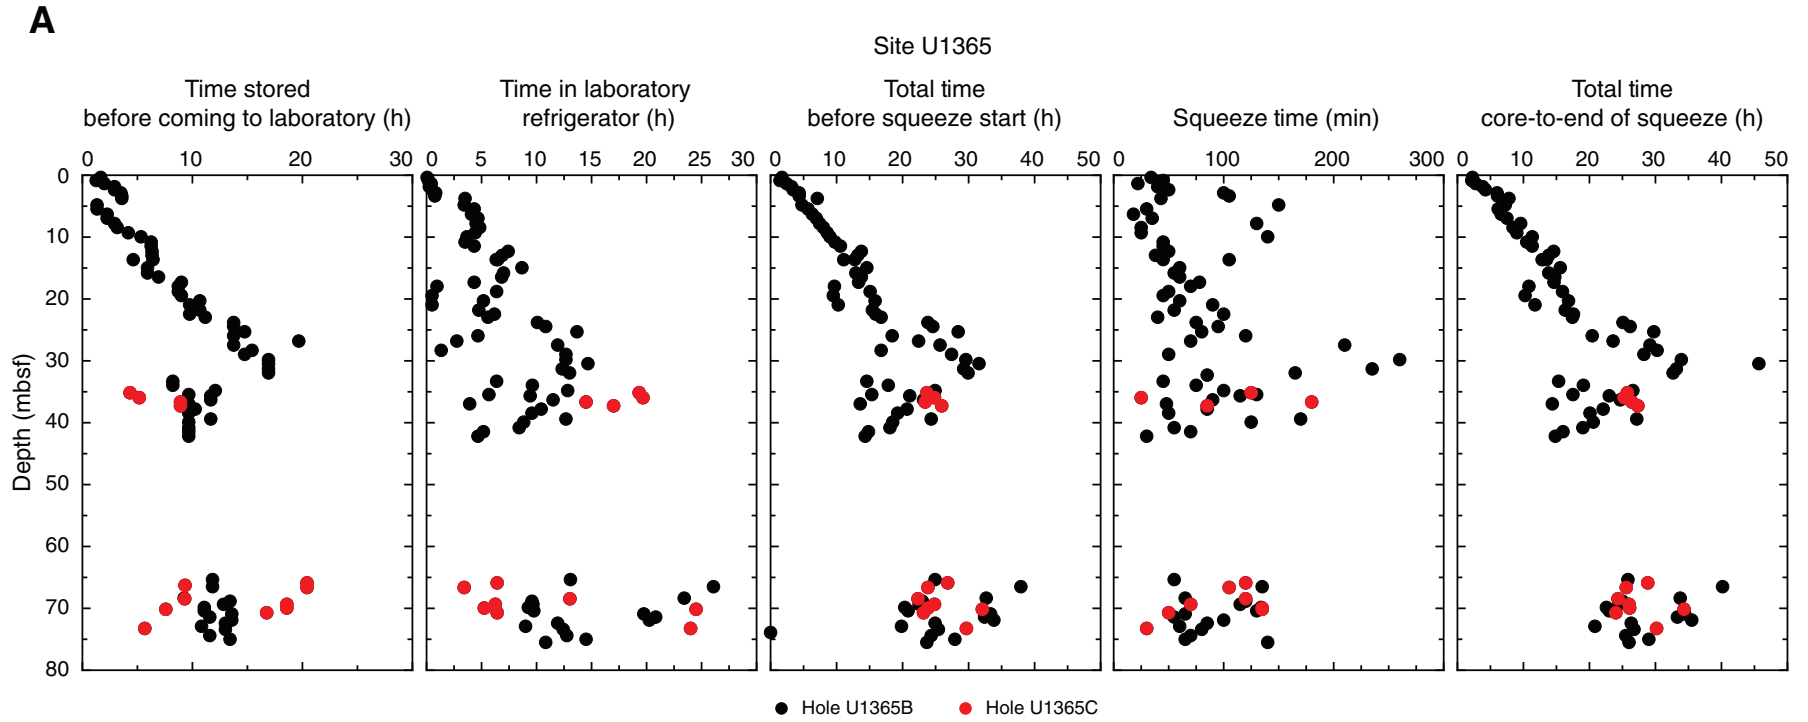 A
Site U1365
Time stored
before coming to laboratory (h)
Time in laboratory
refrigerator (h)
Total time
before squeeze start (h)
Squeeze time (min)
Total time
core-to-end of squeeze (h)
0 10 20 30
0 5 10 15 20 25 30
0 10 20 30 40 50
0 100 200 300
0 10 20 30 40 50
Depth (mbsf)
0
10
20
30
40
50
60
70
80
Hole U1365B
Hole U1365C